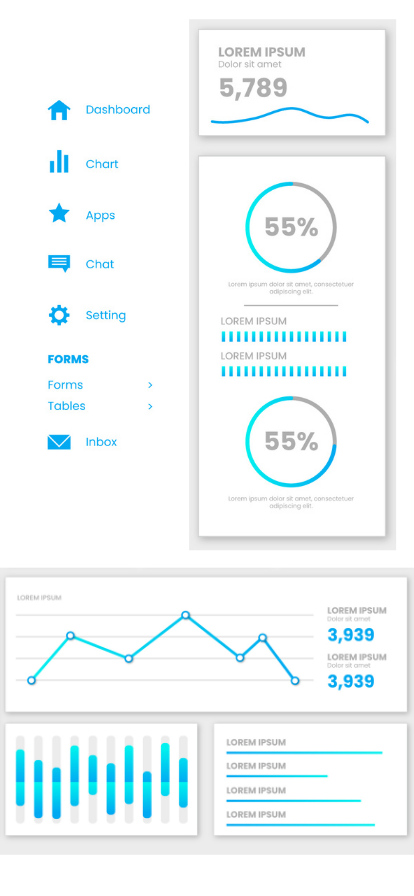 Dashboard
Chart
Apps
Chat
Setting
FORMS
Forms >
Tables >
Inbox
LOREM IPSUM
Dolor sit amet
5,789
55%
Lorem ipsum dolor sit amet, consectetuer
adipiscing elit.
LOREM IPSUM
LOREM IPSUM
55%
Lorem ipsum dolor sit amet, consectetuer
adipiscing elit.
LOREM IPSUM
LOREM IPSUM
Dolor sit amet
3,939
LOREM IPSUM
Dolor sit amet
3,939
LOREM IPSUM
LOREM IPSUM
LOREM IPSUM
LOREM IPSUM